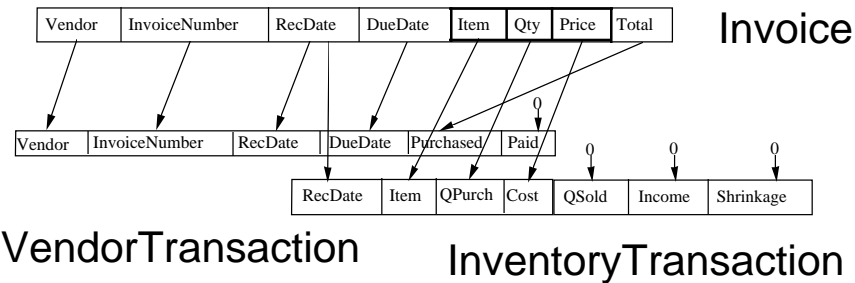 Vendor InvoiceNumber RecDate DueDate Item Qty Price Total Invoice
0
Vendor InvoiceNumber RecDate DueDate Purchased Paid 0 0 0
RecDate Item QPurch Cost QSold Income Shrinkage
VendorTransaction InventoryTransaction